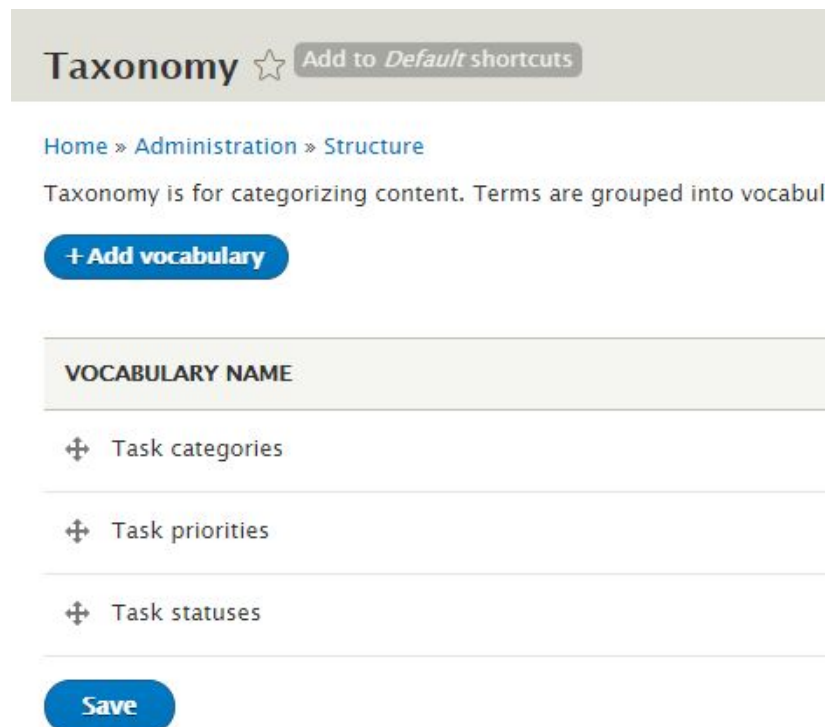 Taxonomy ☆ Add to Default shortcuts
Home » Administration » Structure
Taxonomy is for categorizing content. Terms are grouped into vocabul
+Add vocabulary
VOCABULARY NAME
Task categories
Task priorities
Task statuses
Save